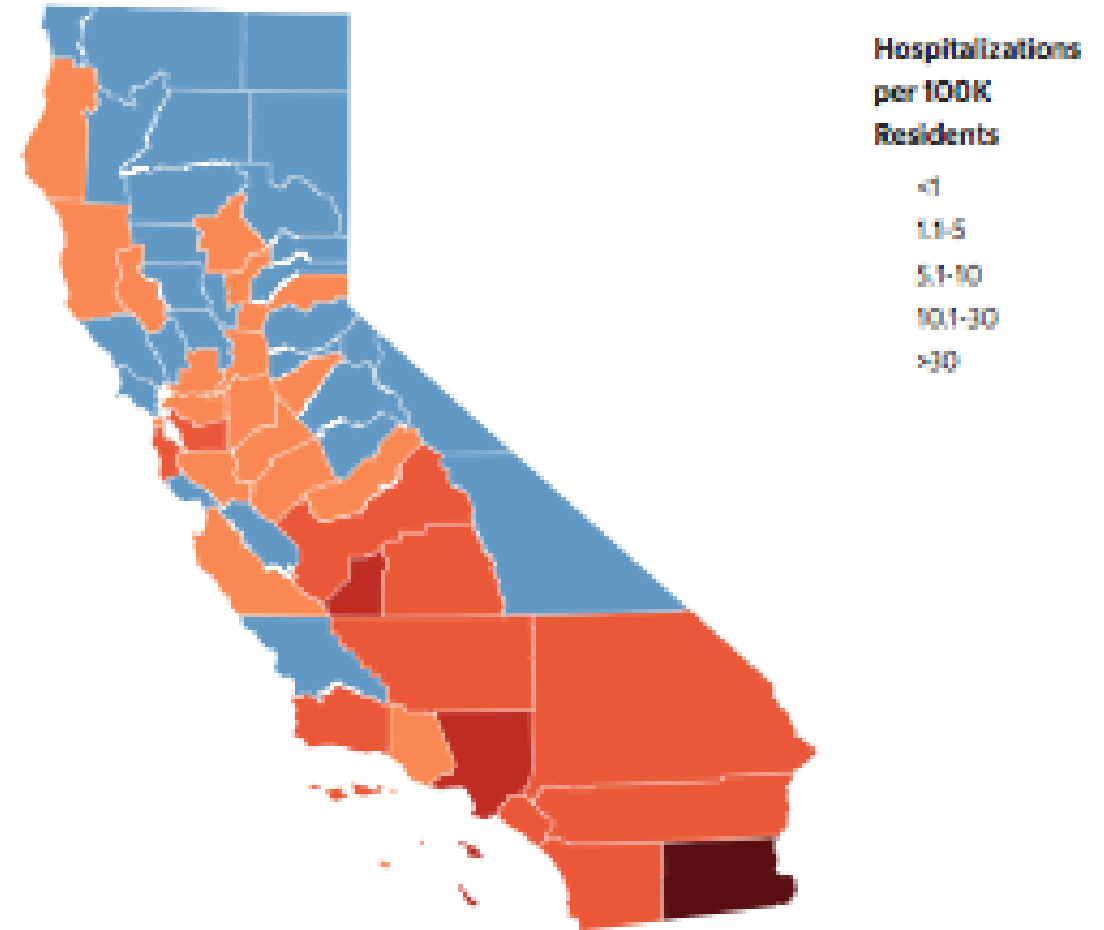 Hospitalizations
per 100K
Residents
<1
1.1-5
5.1-10
10.1-30
>30